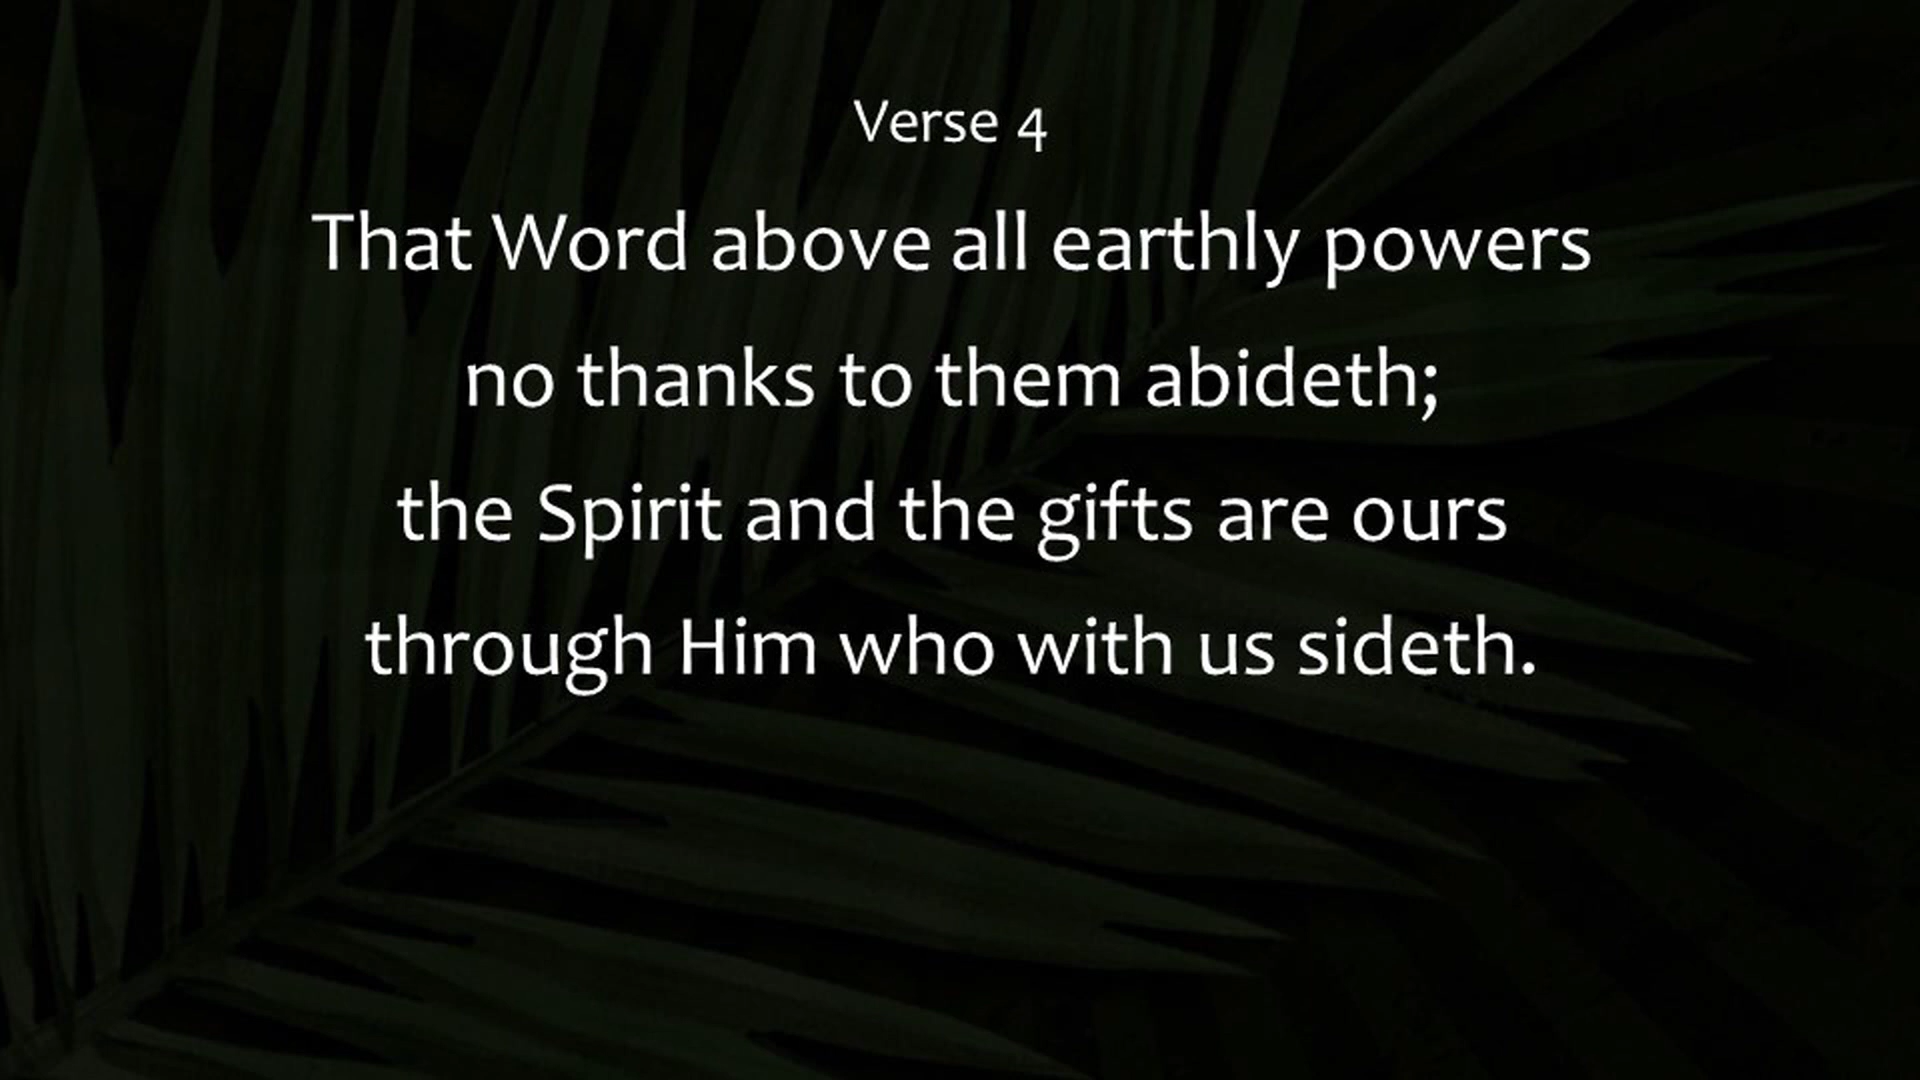 Verse 4
That Word above all earthly powers
no thanks to them abideth;
the Spirit and the gifts are ours
through Him who with us sideth.